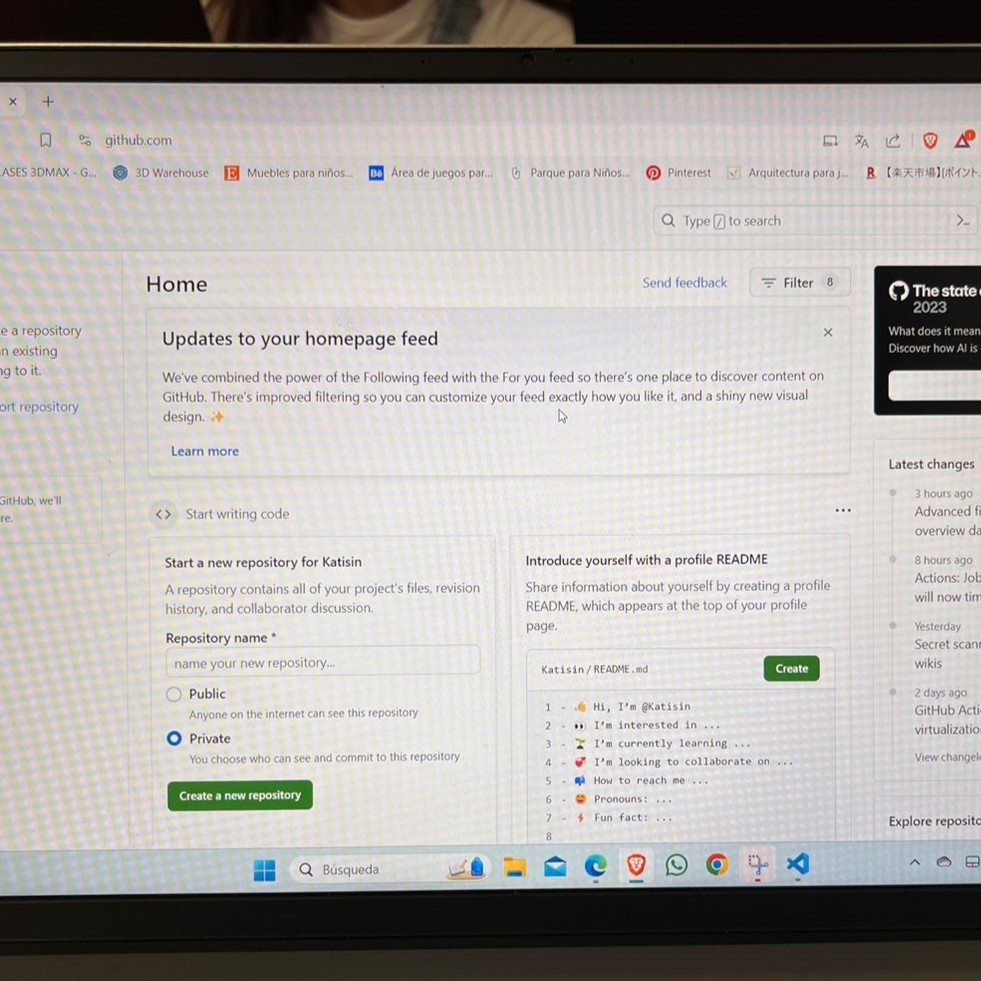 github.com
ASES 3DMAX - G...
3D Warehouse
Muebles para niños...
Área de juegos par...
Parque para Niños...
Pinterest
Arquitectura para j...
【楽天市場】[ポイント
Type / to search
Home
Send feedback
Filter 8
e a repository
n existing
ng to it.
ort repository
GitHub, we'll
re.
Updates to your homepage feed
We've combined the power of the Following feed with the For you feed so there's one place to discover content on
GitHub. There's improved filtering so you can customize your feed exactly how you like it, and a shiny new visual
design. ✨
Learn more
Start writing code
Start a new repository for Katisin
A repository contains all of your project's files, revision
history, and collaborator discussion.
Repository name *
name your new repository...
Public
Anyone on the internet can see this repository
Private
You choose who can see and commit to this repository
Create a new repository
Introduce yourself with a profile README
Share information about yourself by creating a profile
README, which appears at the top of your profile
page.
Katisin / README.md
Create
1 - 👋 Hi, I'm @Katisin
2 - 👀 I'm interested in ...
3 - 🌱 I'm currently learning ...
4 - 💞️ I'm looking to collaborate on ...
5 - 📫 How to reach me ...
6 - 😄 Pronouns: ...
7 - ⚡ Fun fact: ...
8
The state
2023
What does it mean
Discover how AI is
Latest changes
3 hours ago
Advanced fi
overview da
8 hours ago
Actions: Job
will now tim
Yesterday
Secret scann
wikis
2 days ago
GitHub Acti
virtualizatio
View changelo
Explore reposito
Búsqueda